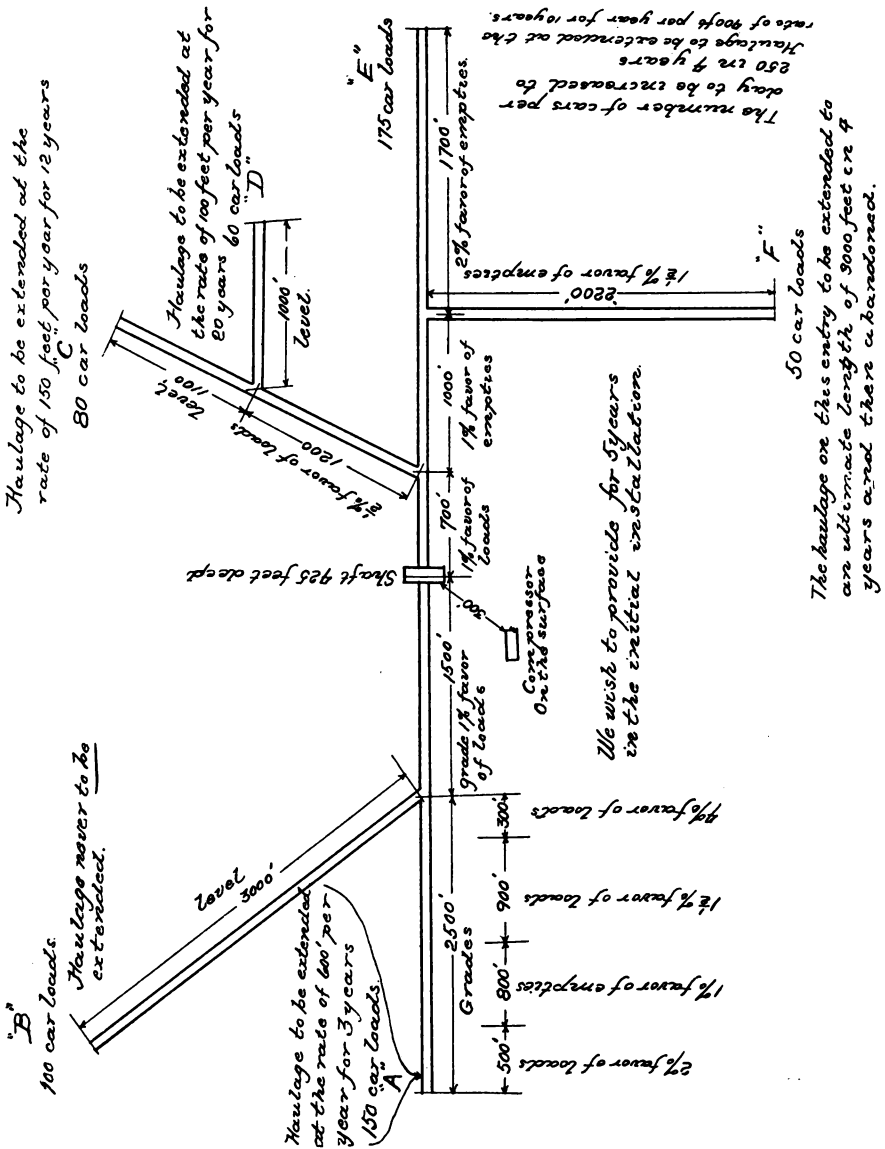 Haulage to be extended at the
rate of 150 feet per year for 12 years
"C"
80 car loads
Haulage to be extended at
the rate of 100 feet per year for
20 years 60 car loads
"D"
1000'
level.
level
1100'
1200'
½% favor of loads
"E"
175 car loads
1700'
2% favor of empties.
The number of cars per
day to be increased to
250 in 4 years
Haulage to be extended at the
rate of 400 ft per year for 10 years.
1½% favor of empties
2200'
"F"
50 car loads
The haulage on this entry to be extended to
an ultimate length of 3000 feet in 4
years and then abandoned.
1000'
1% favor of
empties
700'
1% favor of
loads
Shaft 425 feet deep
300'
Compressor
On the surface
We wish to provide for 5 years
in the initial installation.
1500'
grade 1% favor
of loads
"B"
100 car loads.
Haulage never to be
extended.
level
3000'
Haulage to be extended
at the rate of 600' per
year for 3 years
150 car loads.
"A"
2500'
Grades
500'
800'
900'
300'
2% favor of loads
1% favor of empties
1½% favor of loads
4% favor of loads